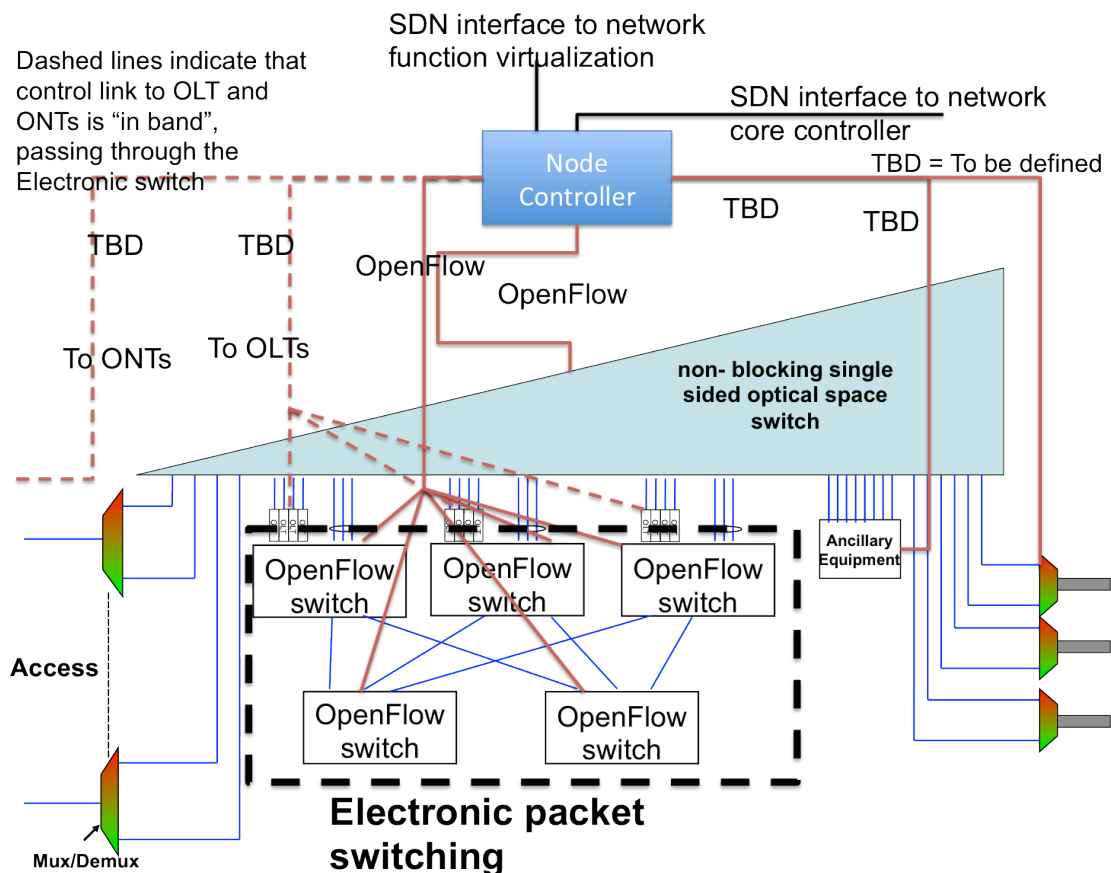 SDN interface to network
function virtualization
Dashed lines indicate that
control link to OLT and
ONTs is “in band”,
passing through the
Electronic switch
SDN interface to network
core controller
TBD = To be defined
Node
Controller
TBD
TBD
TBD
TBD
OpenFlow
OpenFlow
To ONTs
To OLTs
non- blocking single
sided optical space
switch
OpenFlow
switch
OpenFlow
switch
OpenFlow
switch
Ancillary
Equipment
Access
OpenFlow
switch
OpenFlow
switch
Electronic packet
switching
Mux/Demux